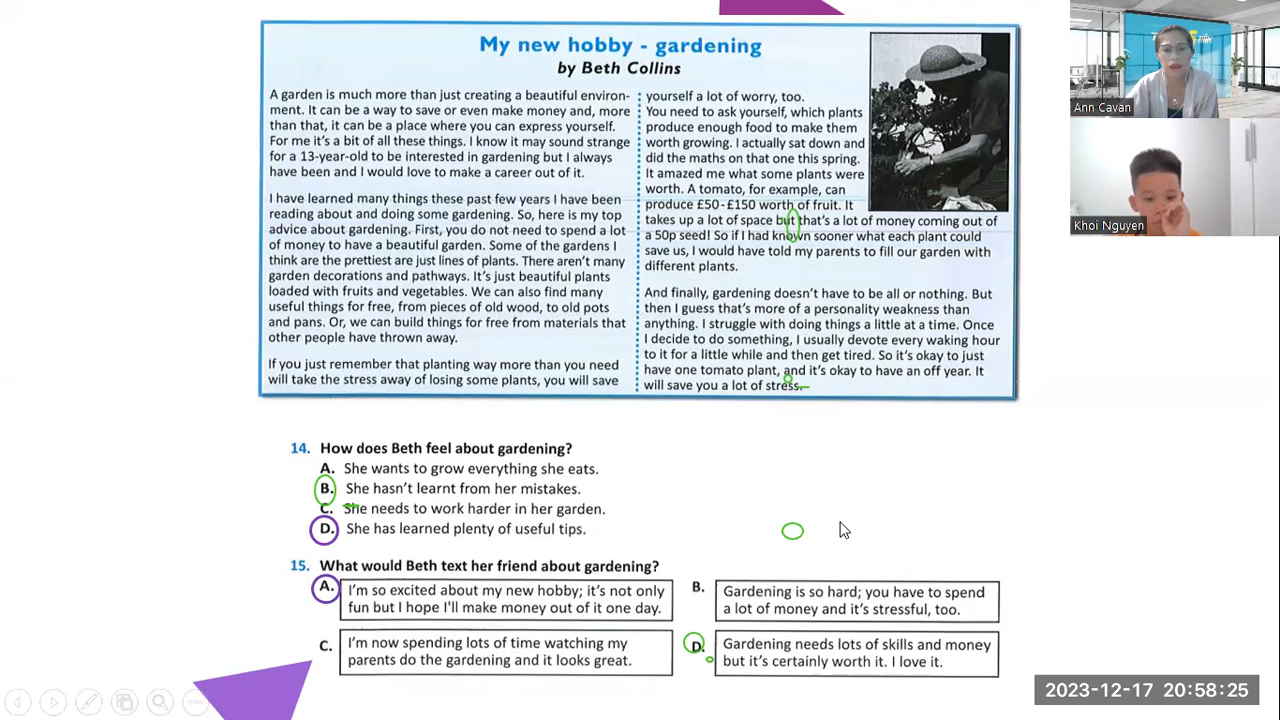 My new hobby - gardening
by Beth Collins
A garden is much more than just creating a beautiful environ-
ment. It can be a way to save or even make money and, more
than that, it can be a place where you can express yourself.
For me it's a bit of all these things. I know it may sound strange
for a 13-year-old to be interested in gardening but I always
have been and I would love to make a career out of it.
I have learned many things these past few years I have been
reading about and doing some gardening. So, here is my top
advice about gardening. First, you do not need to spend a lot
of money to have a beautiful garden. Some of the gardens I
think are the prettiest are just lines of plants. There aren't many
garden decorations and pathways. It's just beautiful plants
loaded with fruits and vegetables. We can also find many
useful things for free, from pieces of old wood, to old pots
and pans. Or, we can build things for free from materials that
other people have thrown away.
If you just remember that planting way more than you need
will take the stress away of losing some plants, you will save
yourself a lot of worry, too.
You need to ask yourself, which plants
produce enough food to make them
worth growing. I actually sat down and
did the maths on that one this spring.
It amazed me what some plants were
worth. A tomato, for example, can
produce £50-£150 worth of fruit. It
takes up a lot of space but that's a lot of money coming out of
a 50p seed! So if I had known sooner what each plant could
save us, I would have told my parents to fill our garden with
different plants.
And finally, gardening doesn't have to be all or nothing. But
then I guess that's more of a personality weakness than
anything. I struggle with doing things a little at a time. Once
I decide to do something, I usually devote every waking hour
to it for a little while and then get tired. So it's okay to just
have one tomato plant, and it's okay to have an off year. It
will save you a lot of stress.
14. How does Beth feel about gardening?
A. She wants to grow everything she eats.
B. She hasn't learnt from her mistakes.
C. She needs to work harder in her garden.
D. She has learned plenty of useful tips.
15. What would Beth text her friend about gardening?
A. I'm so excited about my new hobby; it's not only
fun but I hope I'll make money out of it one day.
B. Gardening is so hard; you have to spend
a lot of money and it's stressful, too.
C. I'm now spending lots of time watching my
parents do the gardening and it looks great.
D. Gardening needs lots of skills and money
but it's certainly worth it. I love it.
Ann Cavan
Khoi Nguyen
2023-12-17 20:58:25